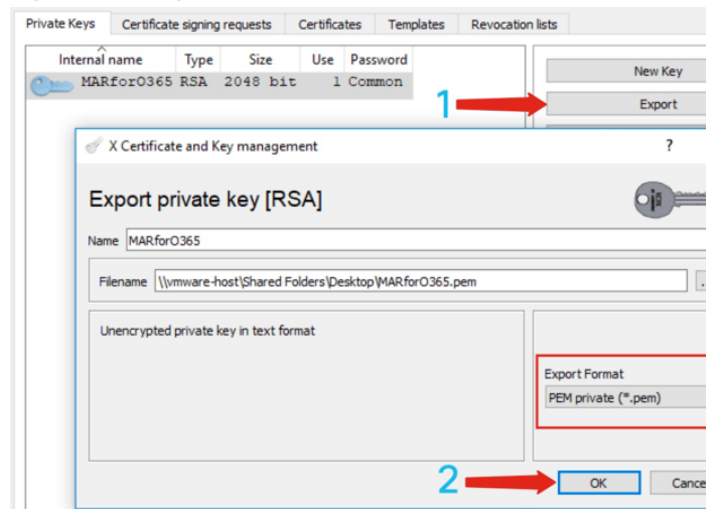 Private Keys Certificate signing requests Certificates Templates Revocation lists
Internal name Type Size Use Password
MARforO365 RSA 2048 bit 1 Common
New Key
1
Export
X Certificate and Key management ?
Export private key [RSA]
Name MARforO365
Filename \\vmware-host\Shared Folders\Desktop\MARforO365.pem
Unencrypted private key in text format
Export Format
PEM private (*.pem)
2
OK Cance